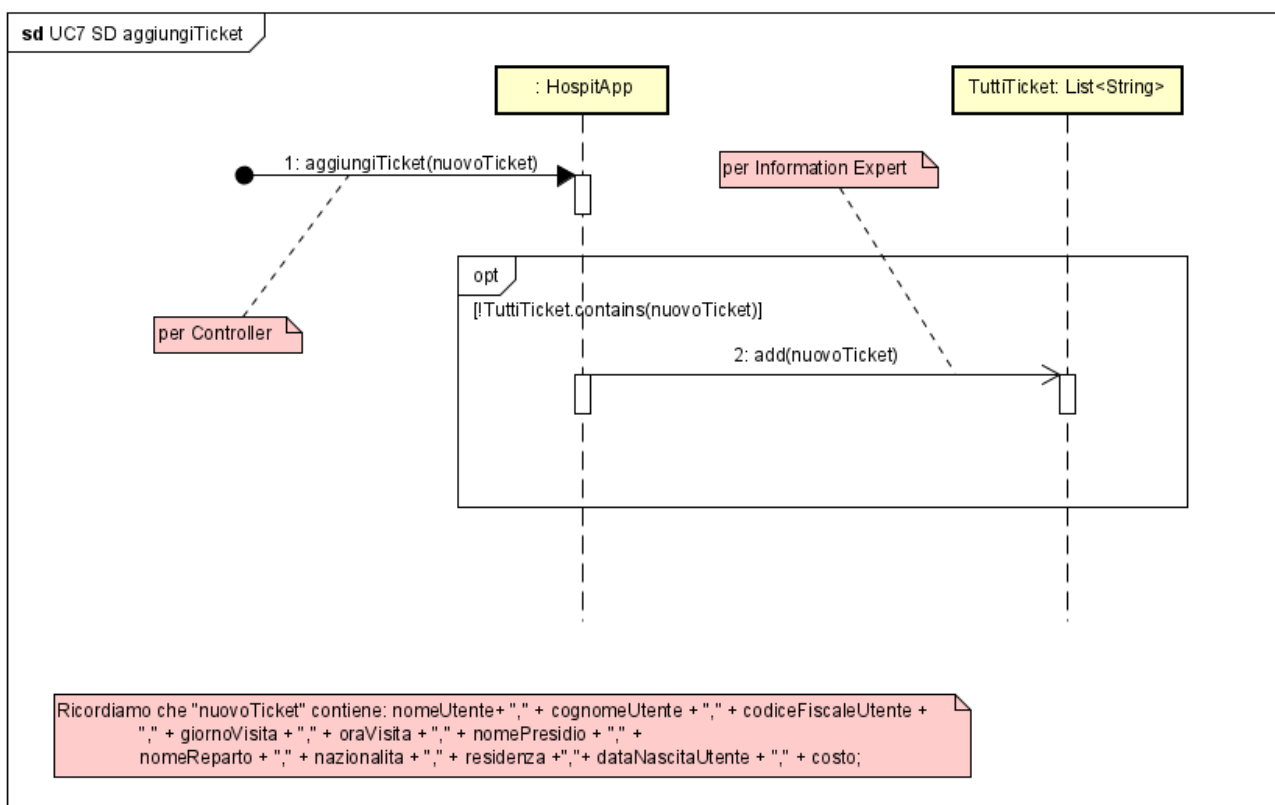 sd UC7 SD aggiungiTicket
: HospitApp
TuttiTicket: List<String>
1: aggiungiTicket(nuovoTicket)
per Information Expert
opt
[!TuttiTicket.contains(nuovoTicket)]
per Controller
2: add(nuovoTicket)
Ricordiamo che "nuovoTicket" contiene: nomeUtente+ "," + cognomeUtente + "," + codiceFiscaleUtente +
"," + giornoVisita + "," + oraVisita + "," + nomePresidio + "," +
nomeReparto + "," + nazionalita + "," + residenza +","+ dataNascitaUtente + "," + costo;